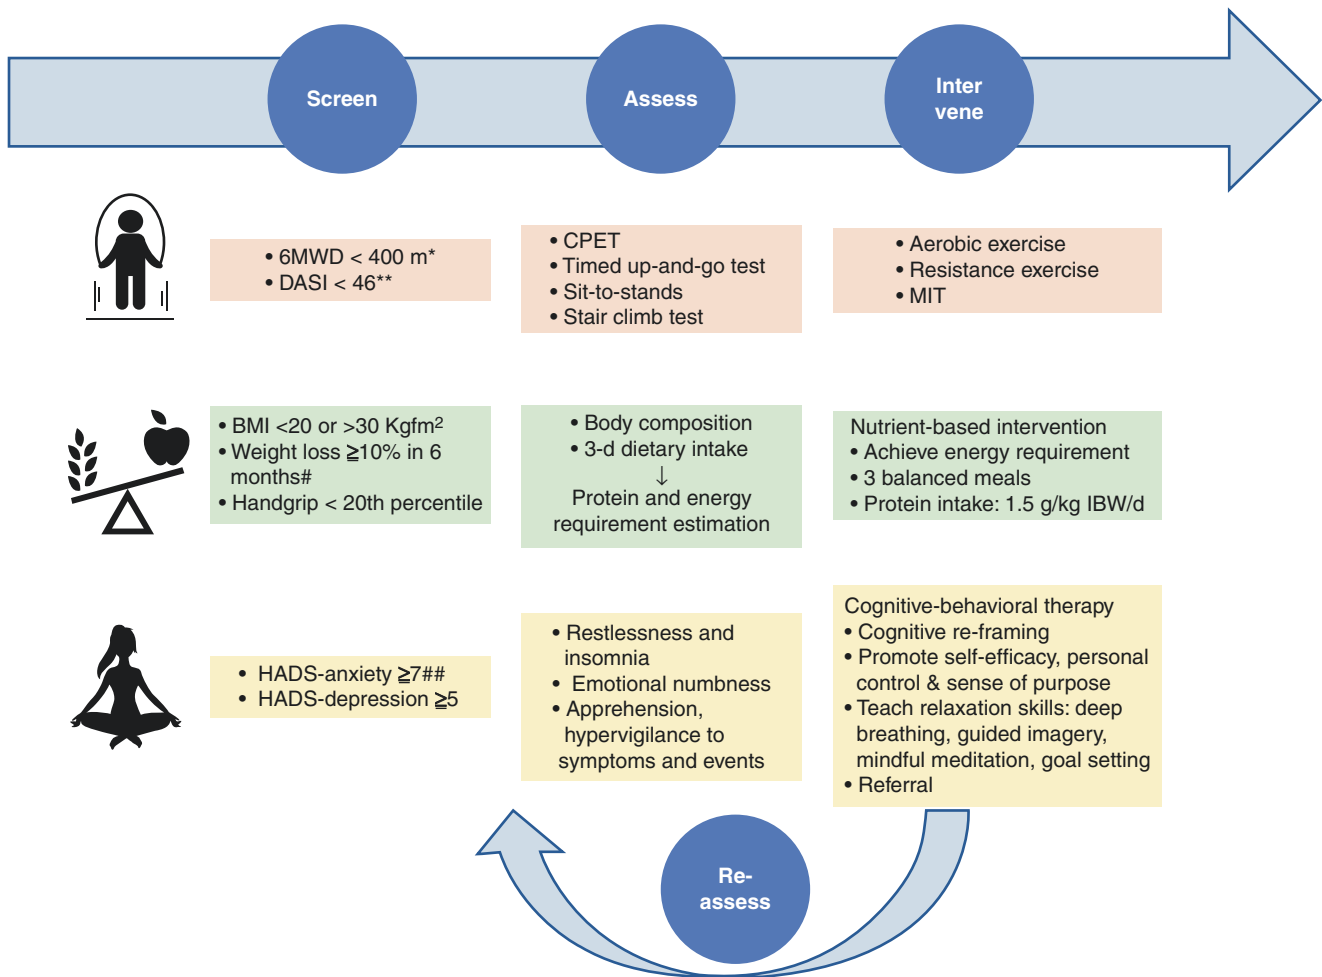 Screen
Assess
Inter
vene
• 6MWD < 400 m*
• DASI < 46**
• CPET
• Timed up-and-go test
• Sit-to-stands
• Stair climb test
• Aerobic exercise
• Resistance exercise
• MIT
• BMI <20 or >30 Kgfm²
• Weight loss ≧10% in 6
months#
• Handgrip < 20th percentile
• Body composition
• 3-d dietary intake
↓
Protein and energy
requirement estimation
Nutrient-based intervention
• Achieve energy requirement
• 3 balanced meals
• Protein intake: 1.5 g/kg IBW/d
• HADS-anxiety ≧7##
• HADS-depression ≧5
• Restlessness and
insomnia
• Emotional numbness
• Apprehension,
hypervigilance to
symptoms and events
Cognitive-behavioral therapy
• Cognitive re-framing
• Promote self-efficacy, personal
control & sense of purpose
• Teach relaxation skills: deep
breathing, guided imagery,
mindful meditation, goal setting
• Referral
Re-
assess